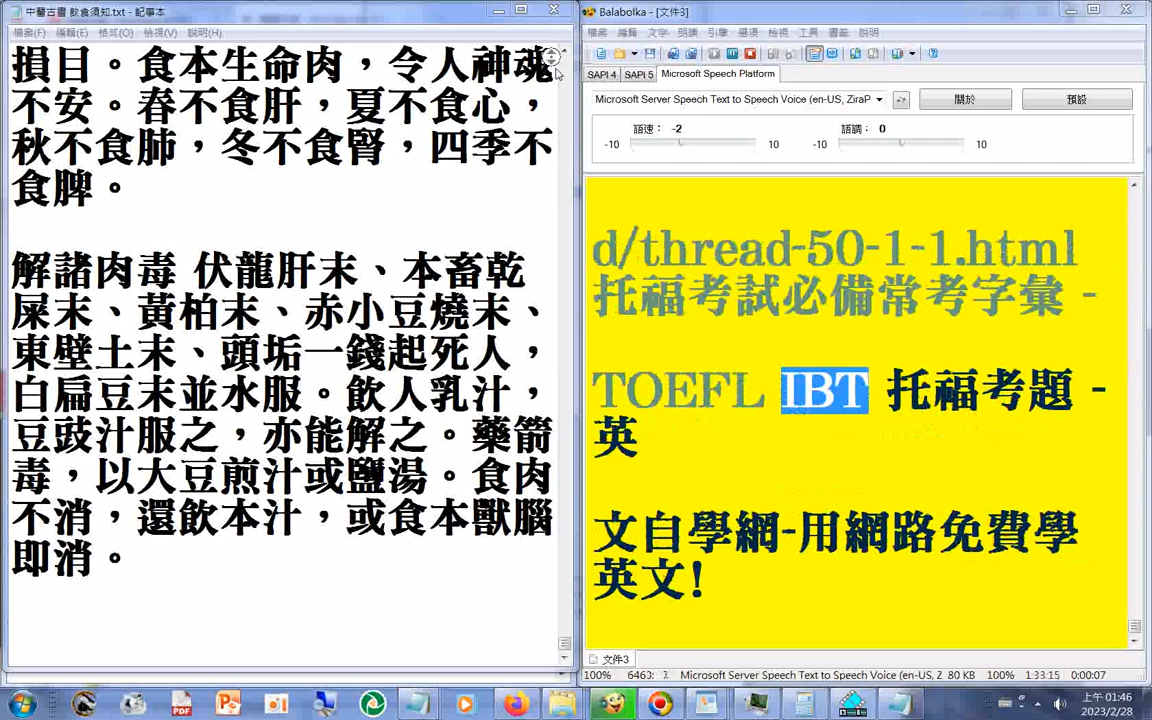 中醫古書 飲食須知.txt - 記事本
檔案(F) 編輯(E) 格式(O) 檢視(V) 說明(H)
損目。食本生命肉，令人神魂
不安。春不食肝，夏不食心，
秋不食肺，冬不食腎，四季不
食脾。
解諸肉毒 伏龍肝末、本畜乾
屎末、黃柏末、赤小豆燒末、
東壁土末、頭垢一錢起死人，
白扁豆末並水服。飲人乳汁，
豆豉汁服之，亦能解之。藥箭
毒，以大豆煎汁或鹽湯。食肉
不消，還飲本汁，或食本獸腦
即消。
Balabolka - [文件3]
檔案 編輯 文字 朗讀 引擎 選項 檢視 工具 書籤 說明
SAPI 4 SAPI 5 Microsoft Speech Platform
Microsoft Server Speech Text to Speech Voice (en-US, ZiraP
關於 預設
語速： -2 語調： 0
-10 10 -10 10
d/thread-50-1-1.html
托福考試必備常考字彙 -
TOEFL IBT 托福考題 -
英
文自學網-用網路免費學
英文!
文件3
100% 6463: Microsoft Server Speech Text to Speech Voice (en-US, Z 80 KB 100% 1:33:15 0:00:07
上午 01:46
2023/2/28